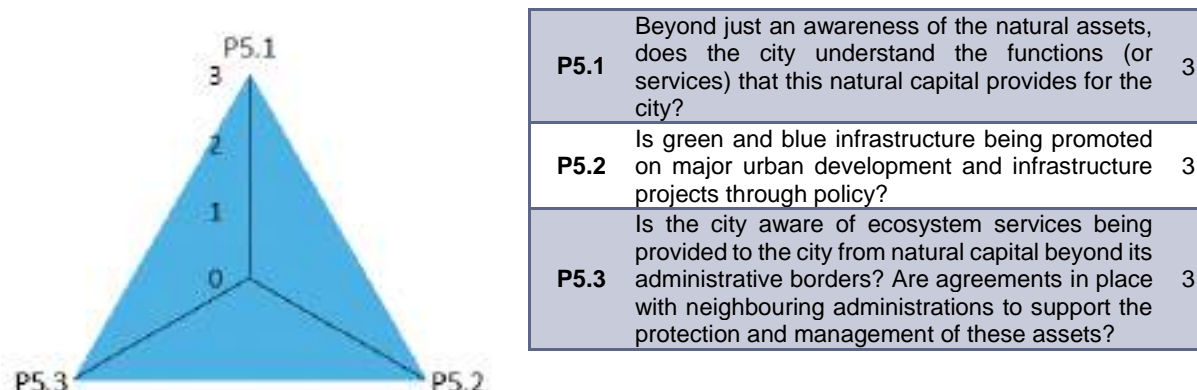 P5.1
3
2
1
0
P5.3
P5.2
Beyond just an awareness of the natural assets,
P5.1 does the city understand the functions (or 3
services) that this natural capital provides for the
city?
Is green and blue infrastructure being promoted
P5.2 on major urban development and infrastructure 3
projects through policy?
Is the city aware of ecosystem services being
provided to the city from natural capital beyond its
P5.3 administrative borders? Are agreements in place 3
with neighbouring administrations to support the
protection and management of these assets?